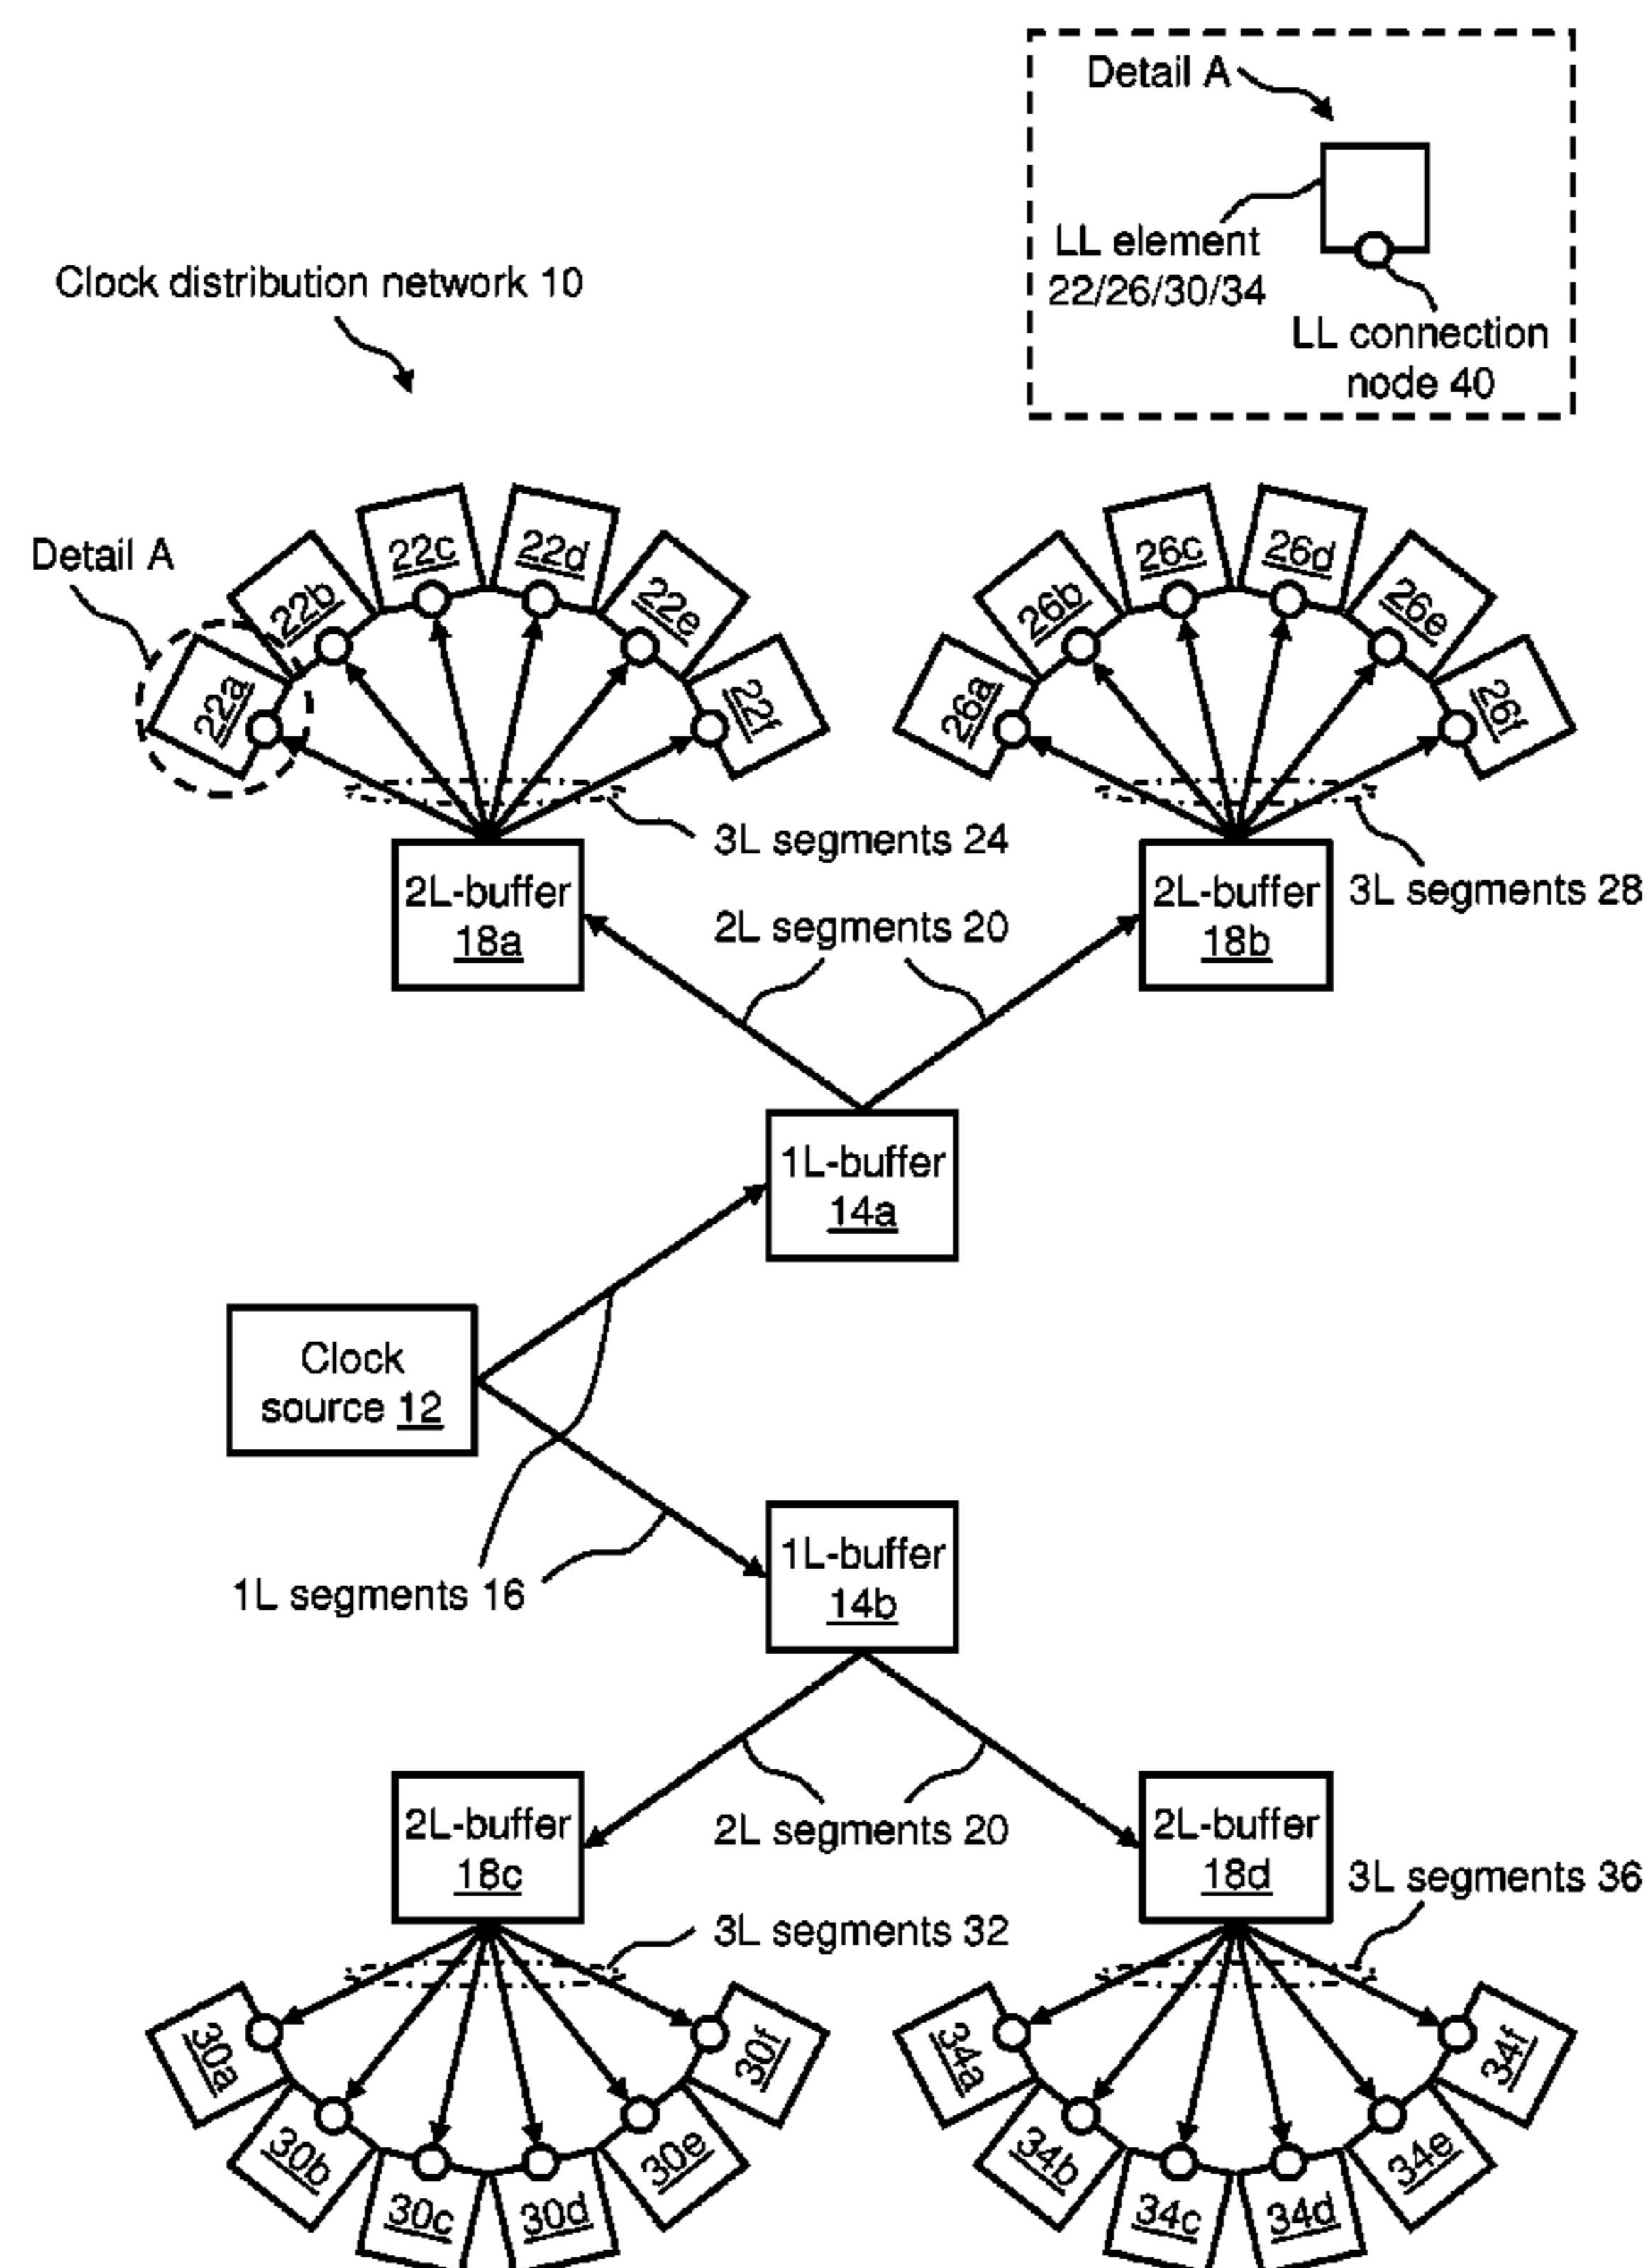 Detail A
LL element
22/26/30/34
LL connection
node 40
Clock distribution network 10
Detail A
22a
22b
22c
22d
22e
22f
26a
26b
26c
26d
26e
26f
3L segments 24
3L segments 28
2L-buffer
18a
2L segments 20
2L-buffer
18b
1L-buffer
14a
Clock
source 12
1L segments 16
1L-buffer
14b
2L-buffer
18c
2L segments 20
2L-buffer
18d
3L segments 36
3L segments 32
30a
30b
30c
30d
30e
30f
34a
34b
34c
34d
34e
34f